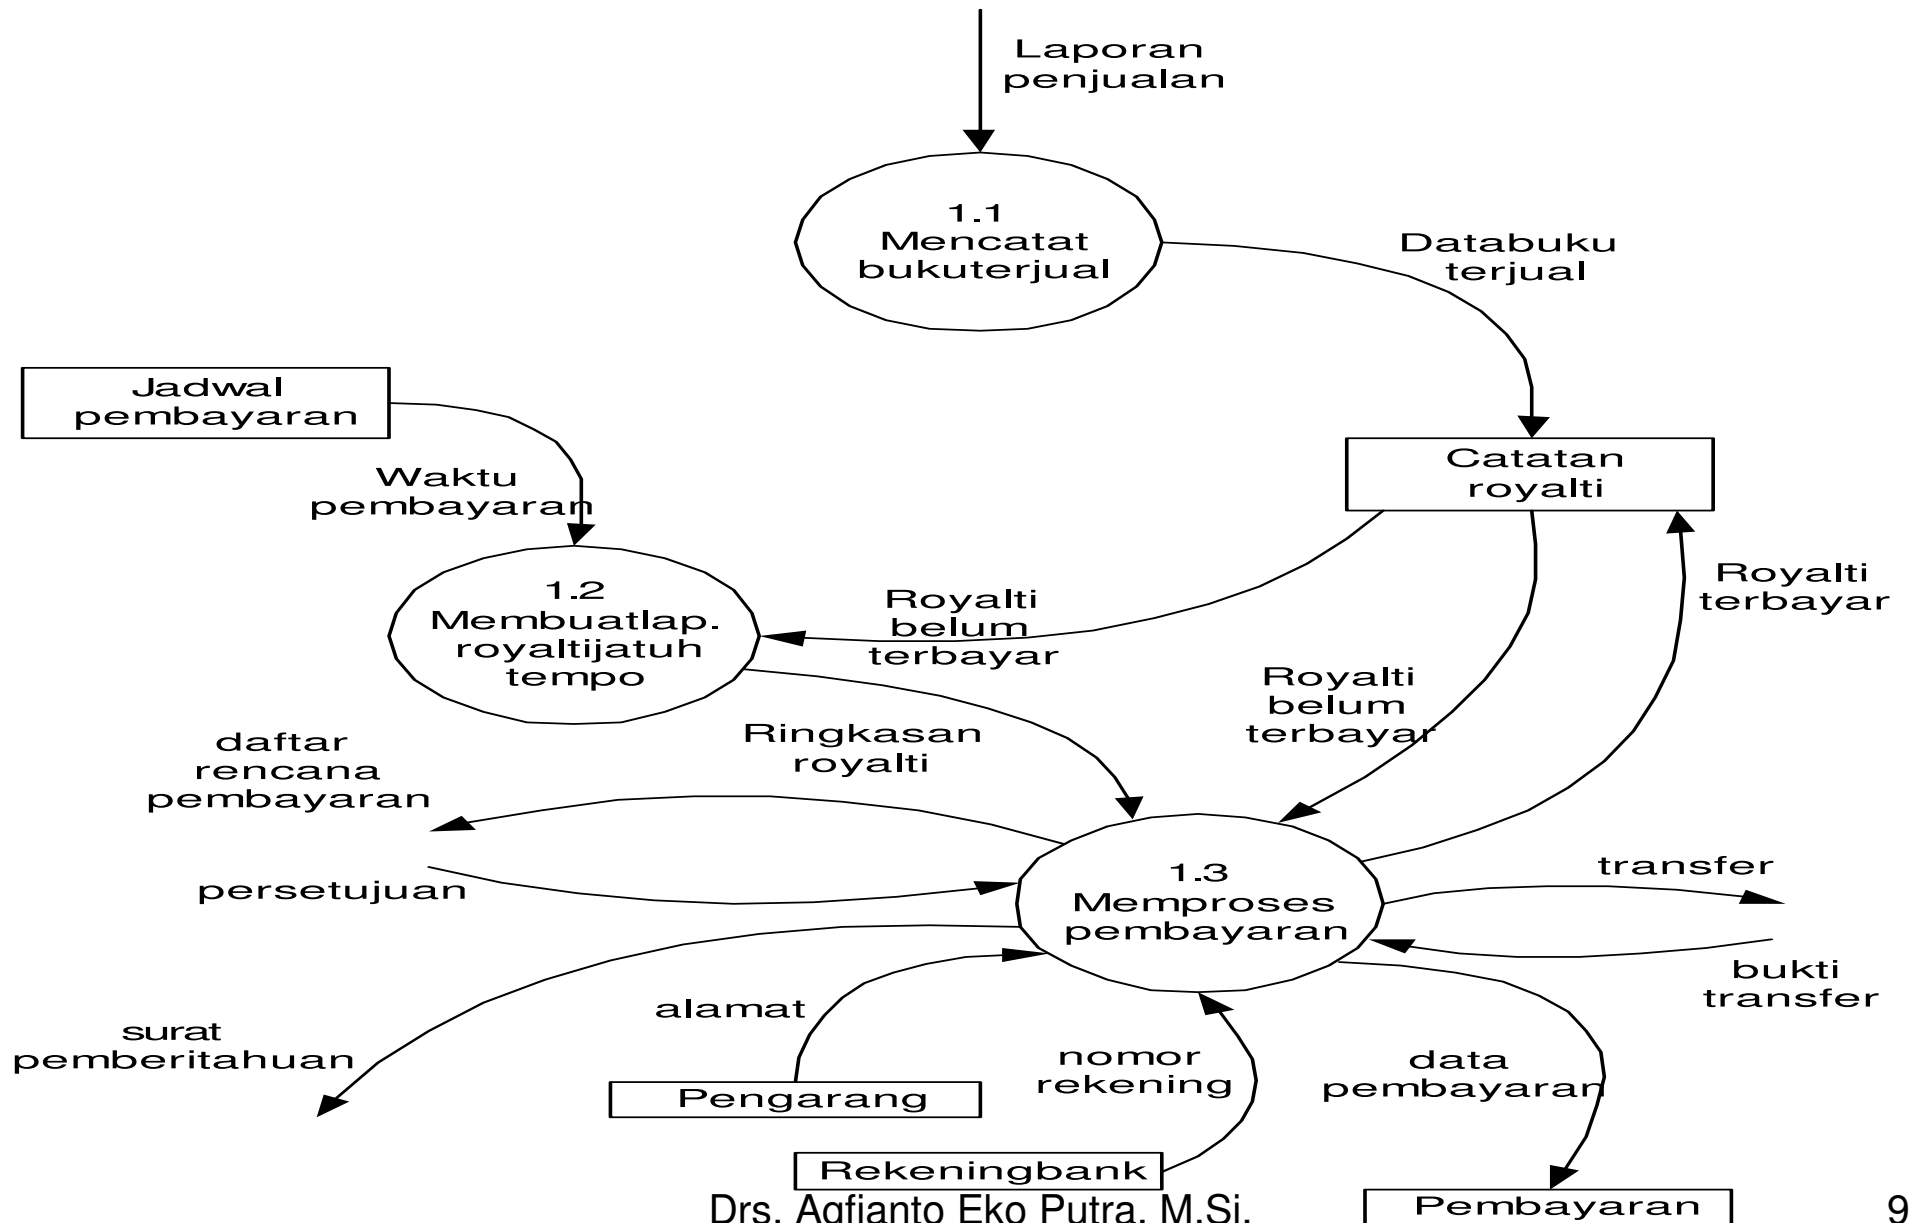 Laporan
penjualan
1.1
Mencatat
bukuterjual
Databuku
terjual
Jadwal
pembayaran
Waktu
pembayaran
Catatan
royalti
1.2
Membuatlap.
royaltijatuh
tempo
Royalti
belum
terbayar
Royalti
terbayar
Royalti
belum
terbayar
Ringkasan
royalti
daftar
rencana
pembayaran
persetujuan
1.3
Memproses
pembayaran
transfer
bukti
transfer
surat
pemberitahuan
alamat
Pengarang
nomor
rekening
data
pembayaran
Rekeningbank
Pembayaran
Drs. Agfianto Eko Putra, M.Si.
9